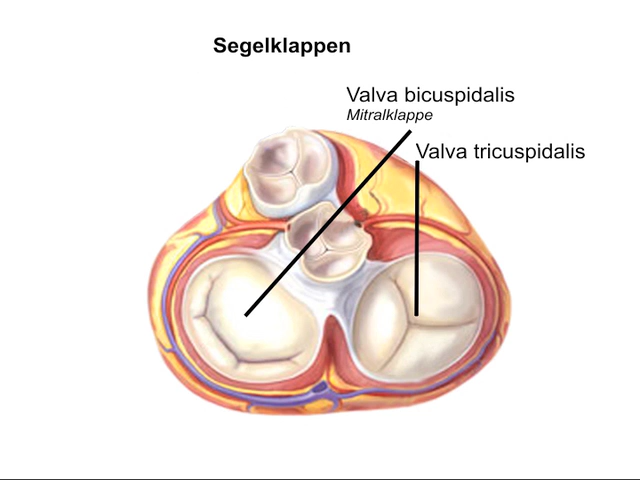 Segelklappen
Valva bicuspidalis
Mitralklappe
Valva tricuspidalis